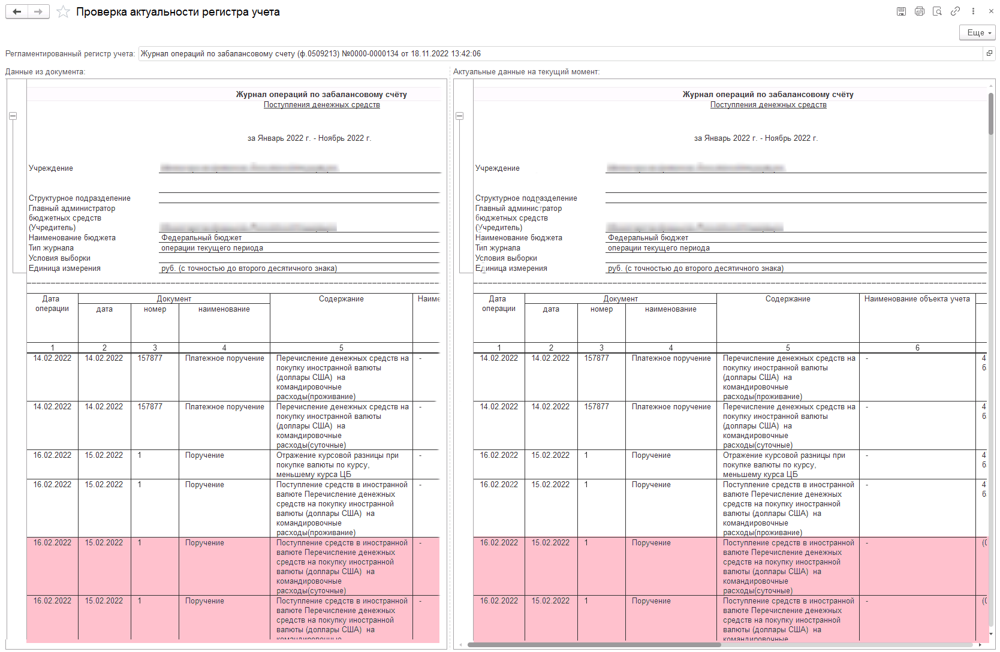 Проверка актуальности регистра учета
Еще
Регламентированный регистр учета: Журнал операций по забалансовому счету (ф.0509213) №0000-0000134 от 18.11.2022 13:42:06
Данные из документа:
Журнал операций по забалансовому счёту
Поступления денежных средств
за Январь 2022 г. - Ноябрь 2022 г.
Учреждение
Структурное подразделение
Главный администратор
бюджетных средств
(Учредитель)
Наименование бюджета Федеральный бюджет
Тип журнала операции текущего периода
Условия выборки
Единица измерения руб. (с точностью до второго десятичного знака)
Дата Документ Содержание Наиме
операции дата номер наименование
1 2 3 4 5
14.02.2022 14.02.2022 157877 Платежное поручение Перечисление денежных средств на -
покупку иностранной валюты
(доллары США) на
командировочные
расходы(проживание)
14.02.2022 14.02.2022 157877 Платежное поручение Перечисление денежных средств на -
покупку иностранной валюты
(доллары США) на
командировочные
расходы(суточные)
16.02.2022 15.02.2022 1 Поручение Отражение курсовой разницы при -
покупке валюты по курсу,
меньшему курса ЦБ
16.02.2022 15.02.2022 1 Поручение Поступление средств в иностранной -
валюте Перечисление денежных
средств на покупку иностранной
валюты (доллары США) на
командировочные
расходы(проживание)
16.02.2022 15.02.2022 1 Поручение Поступление средств в иностранной -
валюте Перечисление денежных
средств на покупку иностранной
валюты (доллары США) на
командировочные
расходы(суточные)
16.02.2022 15.02.2022 1 Поручение Поступление средств в иностранной -
валюте Перечисление денежных
средств на покупку иностранной
валюты (доллары США) на
командировочные
Актуальные данные на текущий момент:
Журнал операций по забалансовому счёту
Поступления денежных средств
за Январь 2022 г. - Ноябрь 2022 г.
Учреждение
Структурное подразделение
Главный администратор
бюджетных средств
(Учредитель)
Наименование бюджета Федеральный бюджет
Тип журнала операции текущего периода
Условия выборки
Единица измерения руб. (с точностью до второго десятичного знака)
Дата Документ Содержание Наименование объекта учета
операции дата номер наименование
1 2 3 4 5 6
14.02.2022 14.02.2022 157877 Платежное поручение Перечисление денежных средств на - 4
покупку иностранной валюты б
(доллары США) на
командировочные
расходы(проживание)
14.02.2022 14.02.2022 157877 Платежное поручение Перечисление денежных средств на - 4
покупку иностранной валюты б
(доллары США) на
командировочные
расходы(суточные)
16.02.2022 15.02.2022 1 Поручение Отражение курсовой разницы при - 4
покупке валюты по курсу, б
меньшему курса ЦБ
16.02.2022 15.02.2022 1 Поручение Поступление средств в иностранной - 4
валюте Перечисление денежных б
средств на покупку иностранной
валюты (доллары США) на
командировочные
расходы(проживание)
16.02.2022 15.02.2022 1 Поручение Поступление средств в иностранной - (0
валюте Перечисление денежных
средств на покупку иностранной
валюты (доллары США) на
командировочные
расходы(суточные)
16.02.2022 15.02.2022 1 Поручение Поступление средств в иностранной - (0
валюте Перечисление денежных
средств на покупку иностранной
валюты (доллары США) на
командировочные